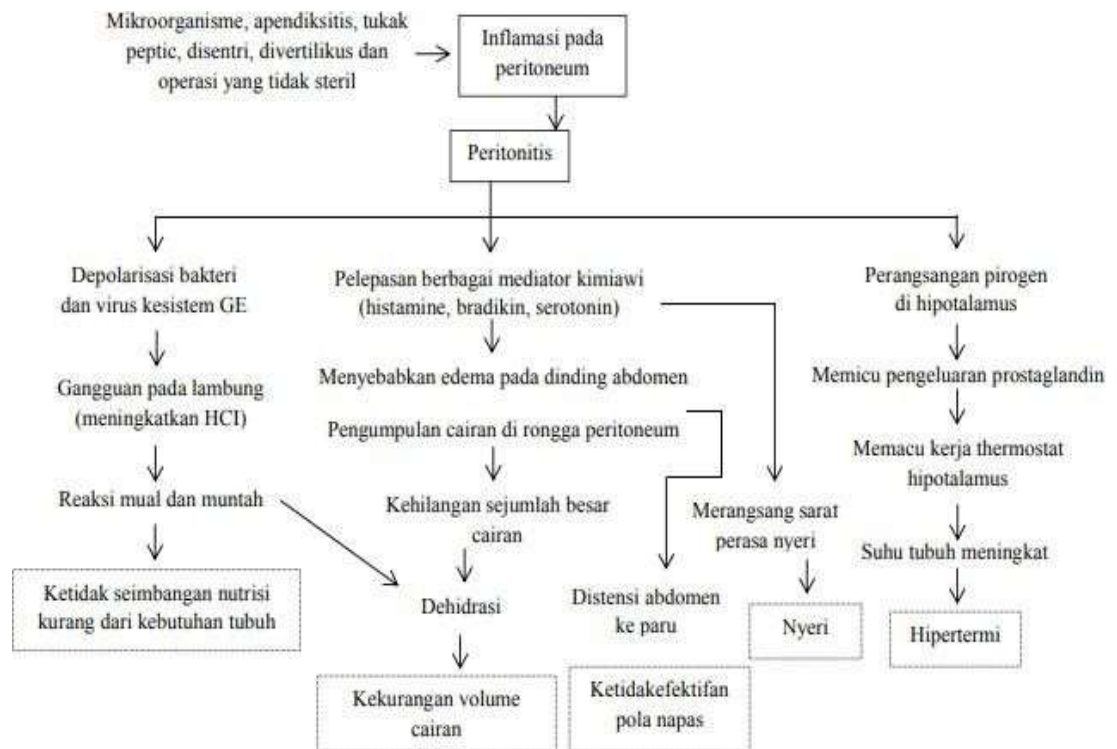 Mikroorganisme, apendiksitis, tukak
peptic, disentri, divertilikus dan
operasi yang tidak steril
Inflamasi pada
peritoneum
Peritonitis
Depolarisasi bakteri
dan virus kesistem GE
Gangguan pada lambung
(meningkatkan HCI)
Reaksi mual dan muntah
Ketidak seimbangan nutrisi
kurang dari kebutuhan tubuh
Pelepasan berbagai mediator kimiawi
(histamine, bradikin, serotonin)
Menyebabkan edema pada dinding abdomen
Pengumpulan cairan di rongga peritoneum
Kehilangan sejumlah besar
cairan
Dehidrasi
Kekurangan volume
cairan
Distensi abdomen
ke paru
Ketidakefektifan
pola napas
Merangsang sarat
perasa nyeri
Nyeri
Perangsangan pirogen
di hipotalamus
Memicu pengeluaran prostaglandin
Memacu kerja thermostat
hipotalamus
Suhu tubuh meningkat
Hipertermi